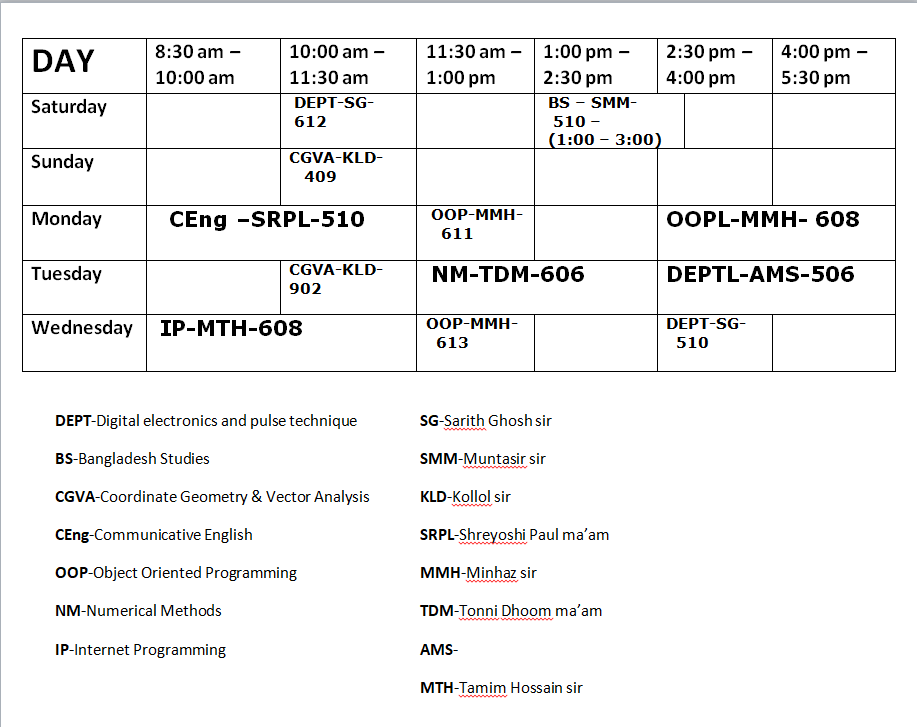 DAY 8:30 am – 10:00 am – 11:30 am – 1:00 pm – 2:30 pm – 4:00 pm –
10:00 am 11:30 am 1:00 pm 2:30 pm 4:00 pm 5:30 pm
Saturday DEPT-SG- BS – SMM-
612 510 –
(1:00 – 3:00)
Sunday CGVA-KLD-
409
Monday CEng –SRPL-510 OOP-MMH- OOPL-MMH- 608
611
Tuesday CGVA-KLD- NM-TDM-606 DEPTL-AMS-506
902
Wednesday IP-MTH-608 OOP-MMH- DEPT-SG-
613 510
DEPT-Digital electronics and pulse technique SG-Sarith Ghosh sir
BS-Bangladesh Studies SMM-Muntasir sir
CGVA-Coordinate Geometry & Vector Analysis KLD-Kollol sir
CEng-Communicative English SRPL-Shreyoshi Paul ma’am
OOP-Object Oriented Programming MMH-Minhaz sir
NM-Numerical Methods TDM-Tonni Dhoom ma’am
IP-Internet Programming AMS-
MTH-Tamim Hossain sir